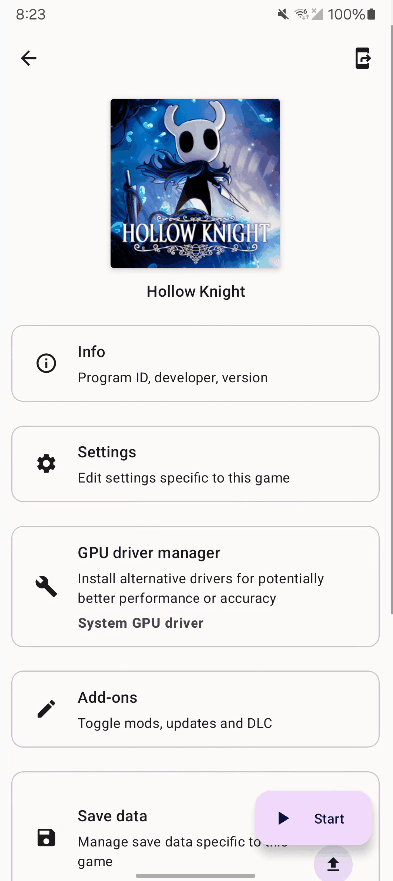 8:23
100%
HOLLOW KNIGHT
Hollow Knight
Info
Program ID, developer, version
Settings
Edit settings specific to this game
GPU driver manager
Install alternative drivers for potentially
better performance or accuracy
System GPU driver
Add-ons
Toggle mods, updates and DLC
Save data
Manage save data specific to this
game
Start